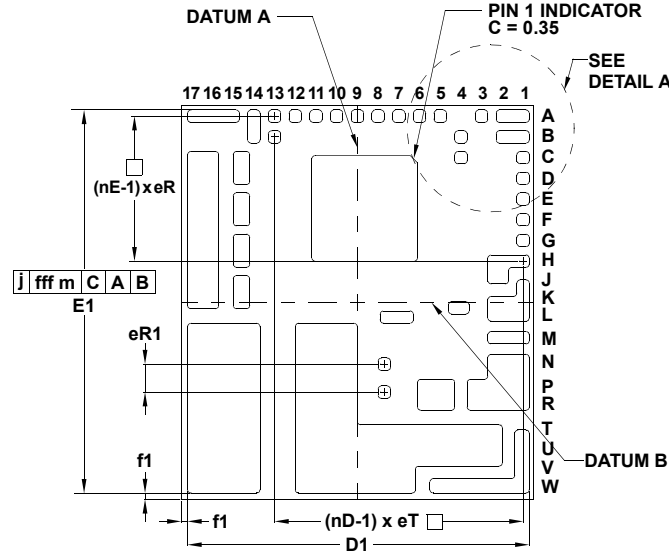 DATUM A
PIN 1 INDICATOR
C = 0.35
SEE
DETAIL A
17 16 15 14 13 12 11 10 9 8 7 6 5 4 3 2 1
A
B
C
D
E
F
G
H
J
K
L
M
N
P
R
T
U
V
W
(nE-1) x eR
j fff m C A B
E1
eR1
f1
DATUM B
f1
(nD-1) x eT
D1